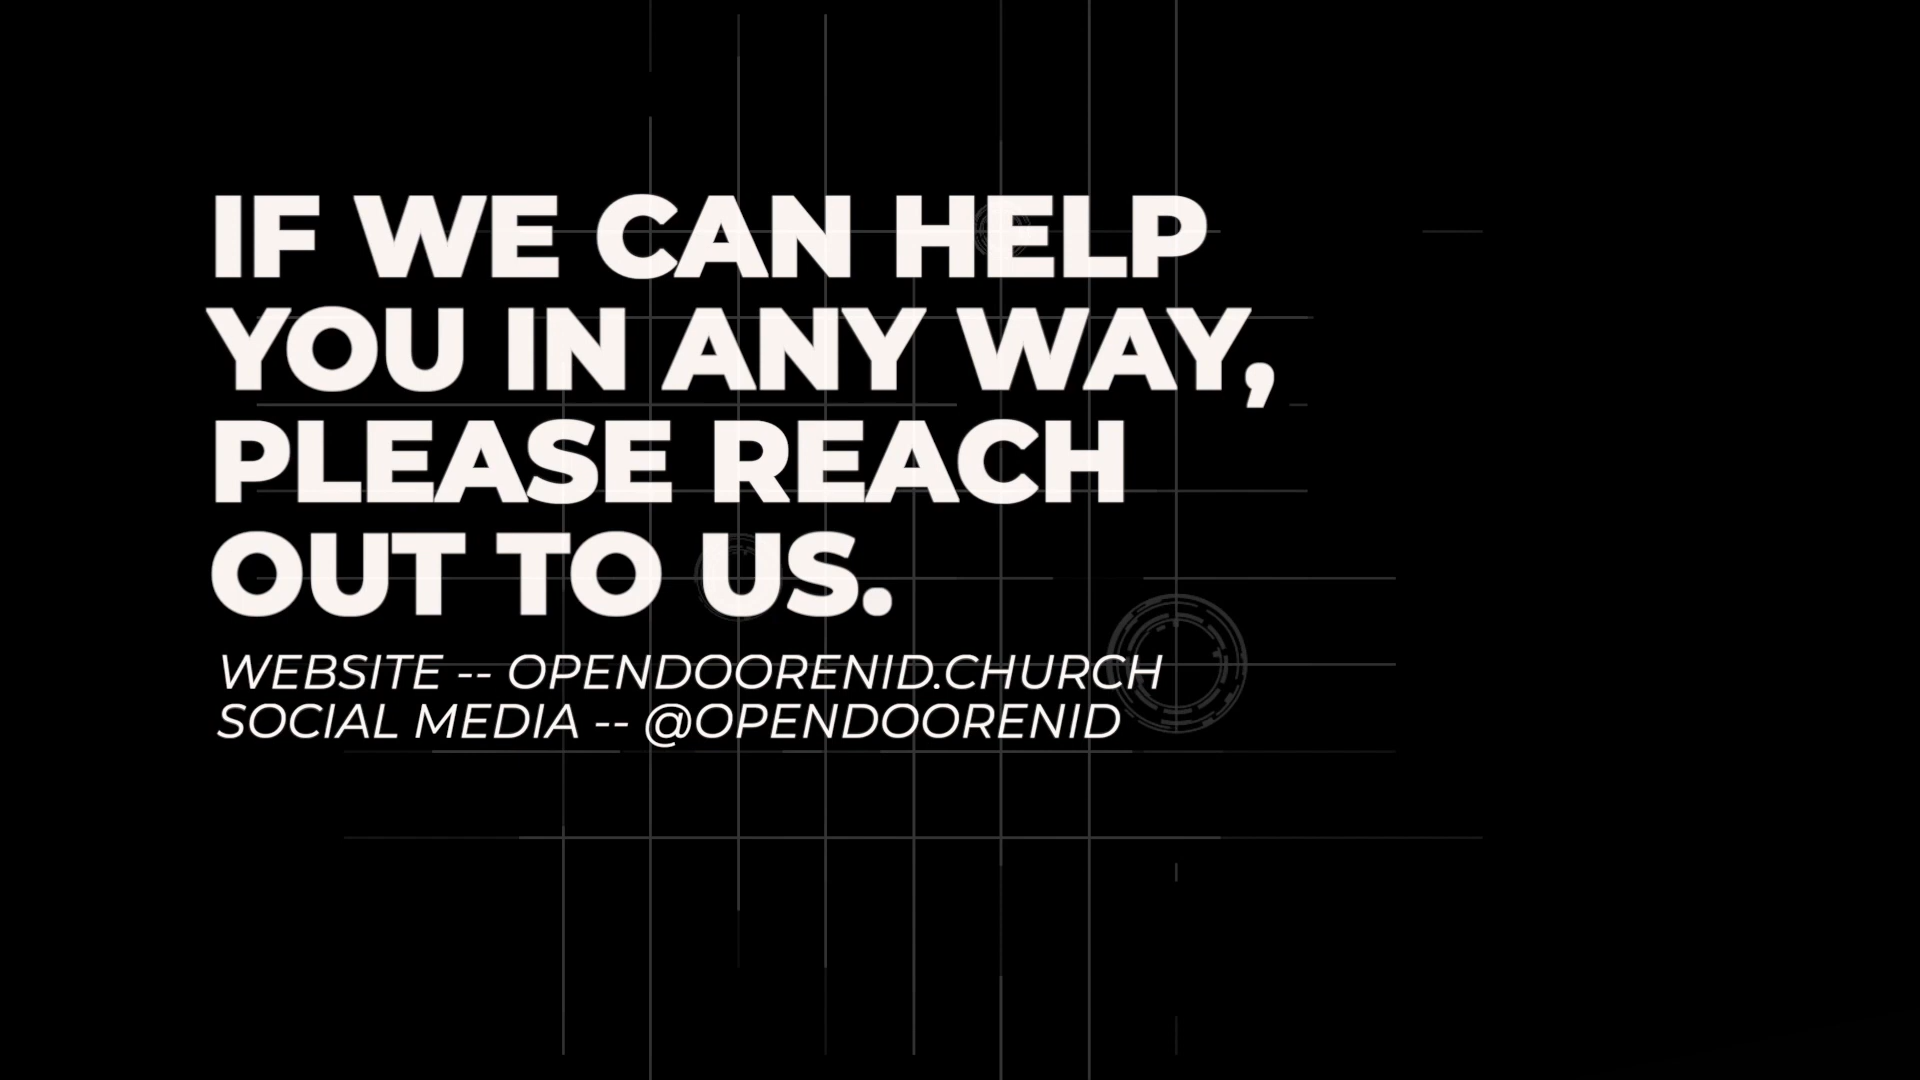 IF WE CAN HELP
YOU IN ANY WAY,
PLEASE REACH
OUT TO US.
WEBSITE -- OPENDOORENID.CHURCH
SOCIAL MEDIA -- @OPENDOORENID